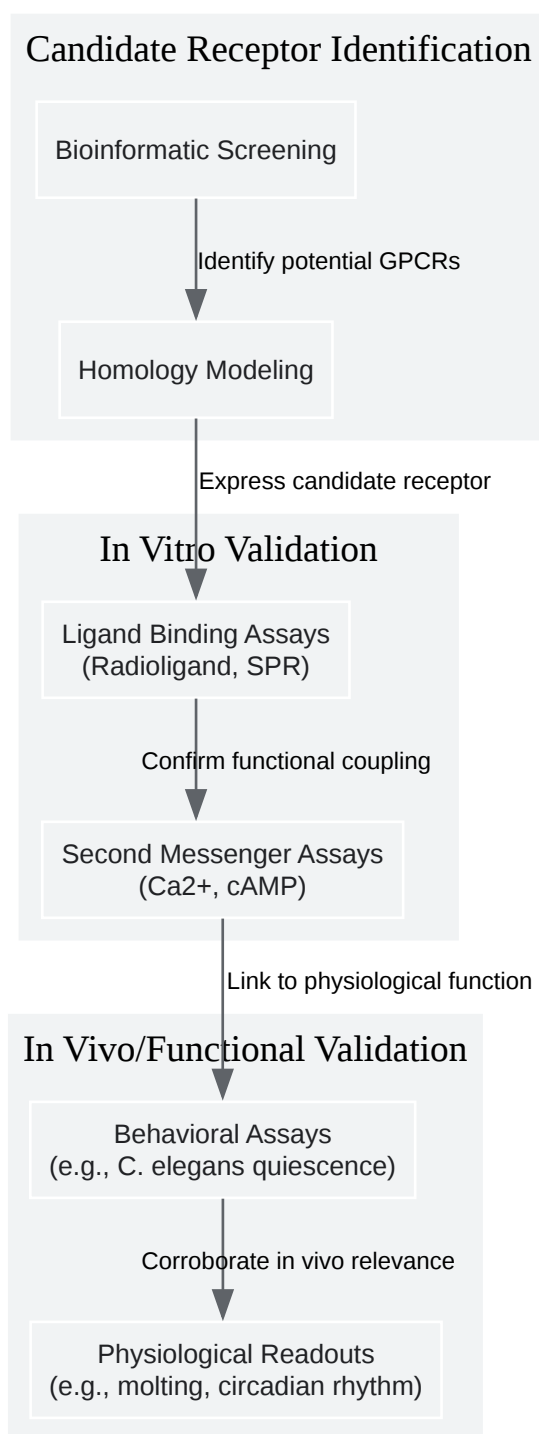 Candidate Receptor Identification
Bioinformatic Screening
Identify potential GPCRs
Homology Modeling
Express candidate receptor
In Vitro Validation
Ligand Binding Assays
(Radioligand, SPR)
Confirm functional coupling
Second Messenger Assays
(Ca2+, cAMP)
Link to physiological function
In Vivo/Functional Validation
Behavioral Assays
(e.g., C. elegans quiescence)
Corroborate in vivo relevance
Physiological Readouts
(e.g., molting, circadian rhythm)